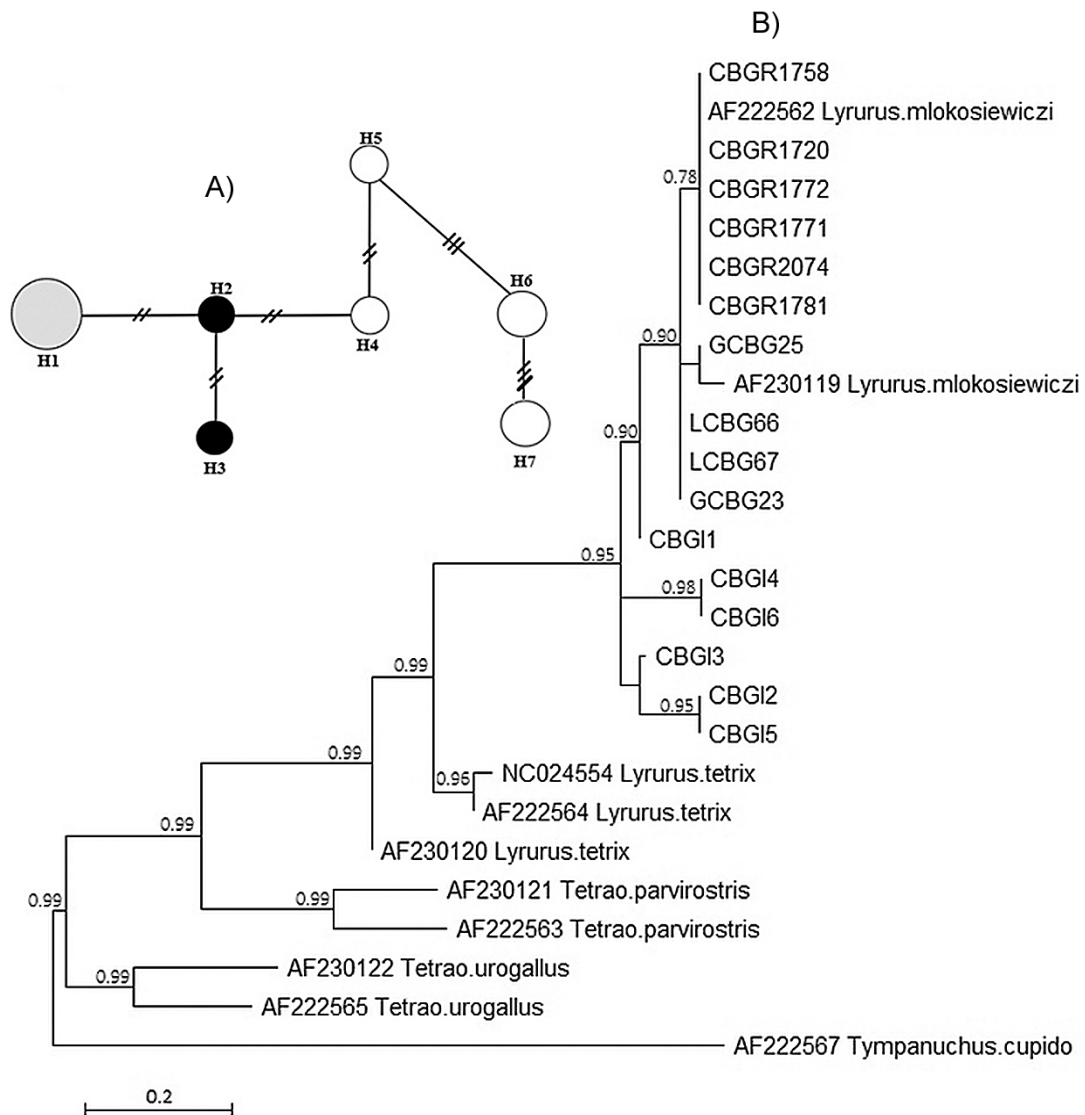 B)
CBGR1758
AF222562 Lyrurus.mlokosiewiczi
CBGR1720
0.78
CBGR1772
CBGR1771
CBGR2074
CBGR1781
0.90
GCBG25
AF230119 Lyrurus.mlokosiewiczi
LCBG66
0.90
LCBG67
GCBG23
CBGI1
0.95
CBGI4
0.98
CBGI6
CBGI3
0.99
CBGI2
0.95
CBGI5
0.99
NC024554 Lyrurus.tetrix
0.96
AF222564 Lyrurus.tetrix
0.99
AF230120 Lyrurus.tetrix
AF230121 Tetrao.parvirostris
0.99
0.99
AF222563 Tetrao.parvirostris
AF230122 Tetrao.urogallus
0.99
AF222565 Tetrao.urogallus
AF222567 Tympanuchus.cupido
0.2
A)
H5
H2
H6
H1
H4
H3
H7